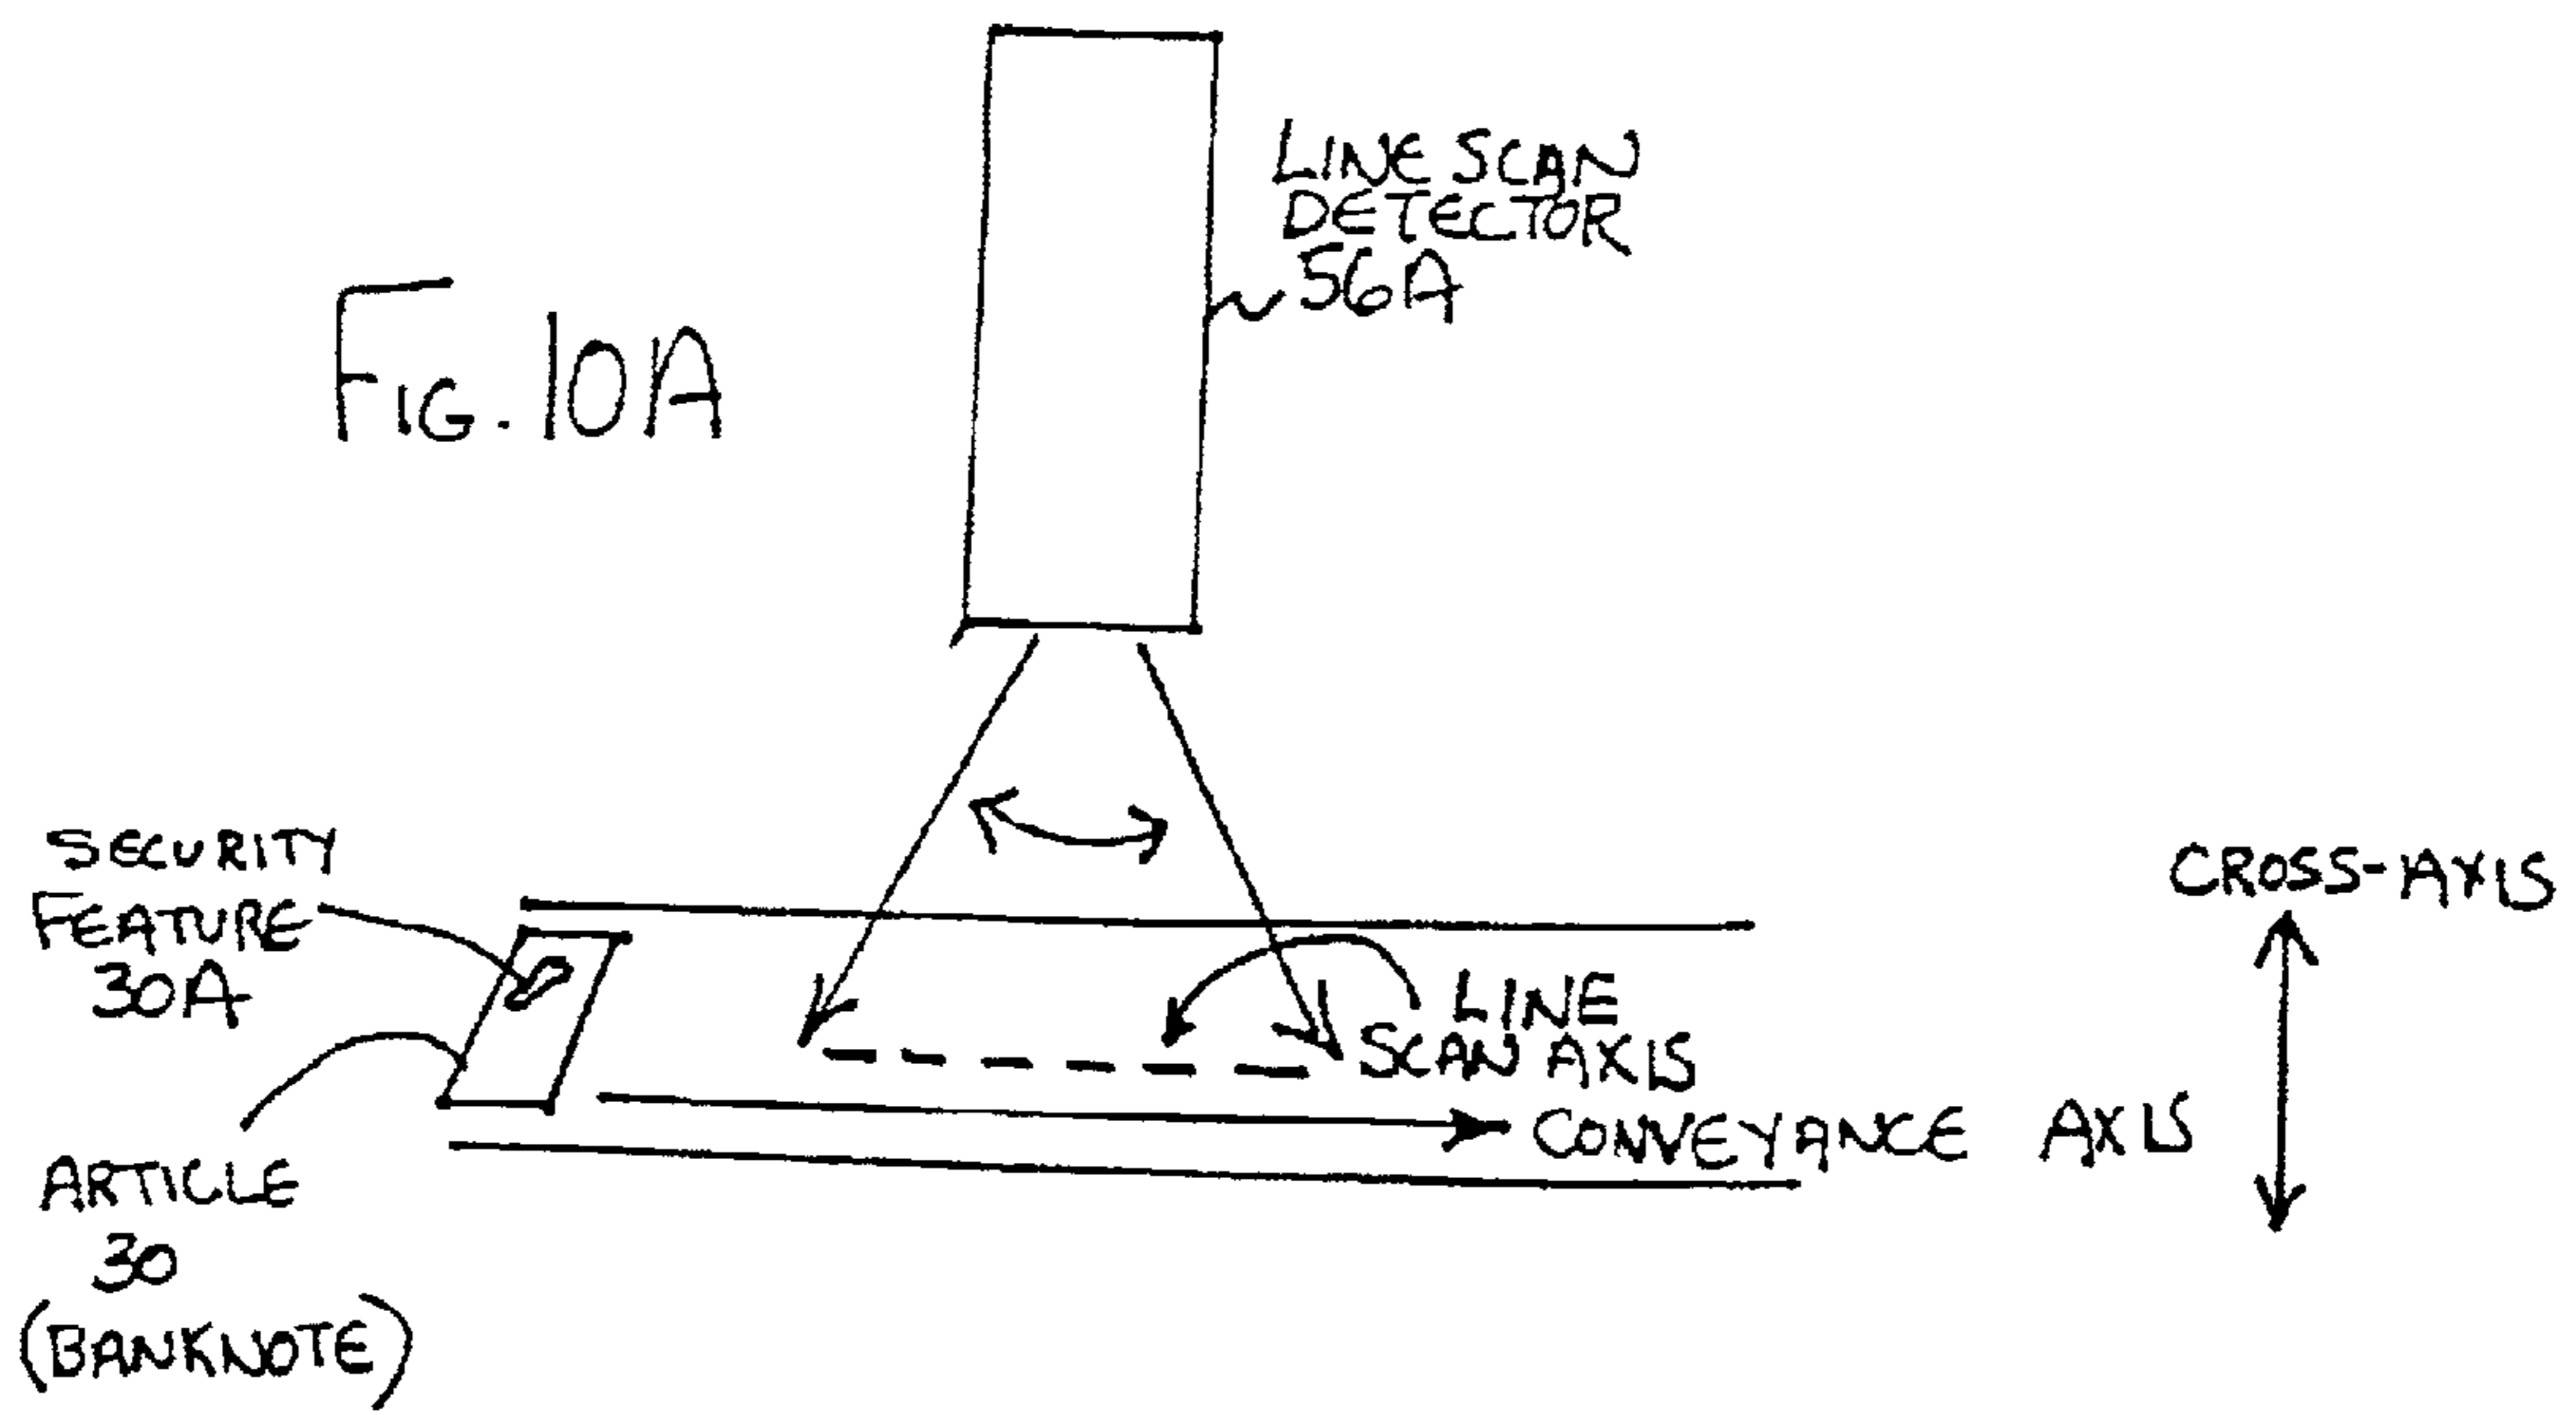 LINE SCAN
DETECTOR
56A
FIG. 10A
SECURITY
FEATURE
30A
CROSS-AXIS
LINE
SCAN AXIS
CONVEYANCE AXIS
ARTICLE
30
(BANKNOTE)